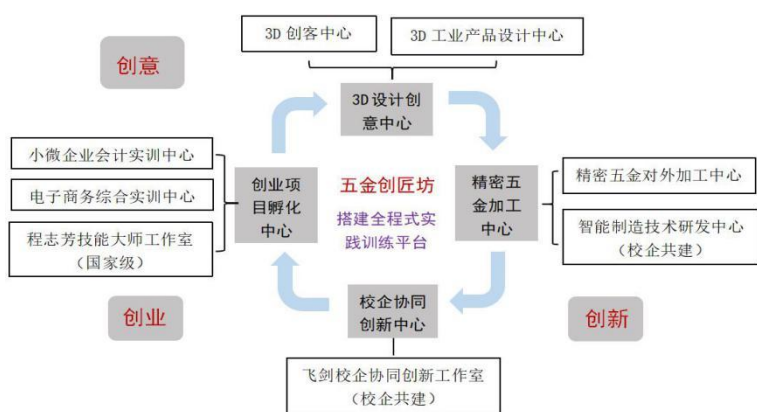 3D 创客中心
3D 工业产品设计中心
创意
3D 设计创
意中心
小微企业会计实训中心
电子商务综合实训中心
程志芳技能大师工作室
（国家级）
创业项
目孵化
中心
五金创匠坊
搭建全程式实
践训练平台
精密五
金加工
中心
精密五金对外加工中心
智能制造技术研发中心
（校企共建）
创业
校企协同
创新中心
创新
飞剑校企协同创新工作室
（校企共建）